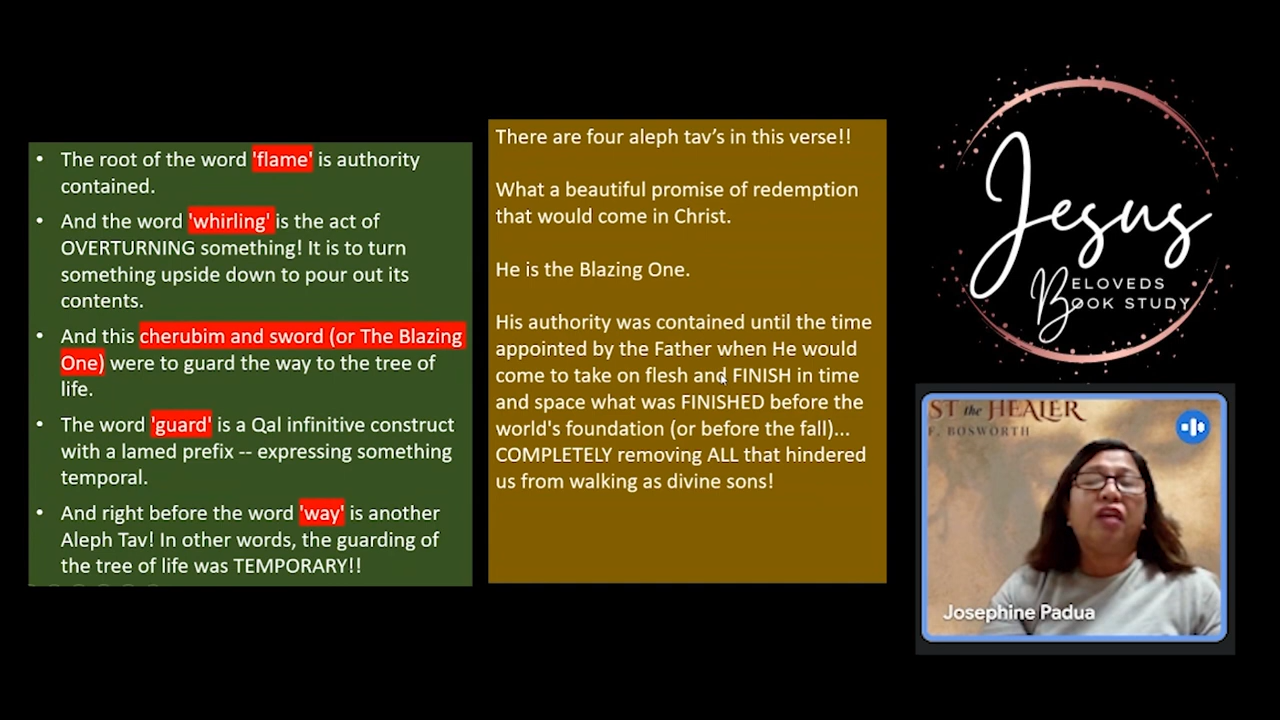 • The root of the word 'flame' is authority
contained.
• And the word 'whirling' is the act of
OVERTURNING something! It is to turn
something upside down to pour out its
contents.
• And this cherubim and sword (or The Blazing
One) were to guard the way to the tree of
life.
• The word 'guard' is a Qal infinitive construct
with a lamed prefix -- expressing something
temporal.
• And right before the word 'way' is another
Aleph Tav! In other words, the guarding of
the tree of life was TEMPORARY!!
There are four aleph tav’s in this verse!!
What a beautiful promise of redemption
that would come in Christ.
He is the Blazing One.
His authority was contained until the time
appointed by the Father when He would
come to take on flesh and FINISH in time
and space what was FINISHED before the
world's foundation (or before the fall)...
COMPLETELY removing ALL that hindered
us from walking as divine sons!
Jesus
BELOVEDS
BOOK STUDY
ST the HEALER
F. BOSWORTH
Josephine Padua